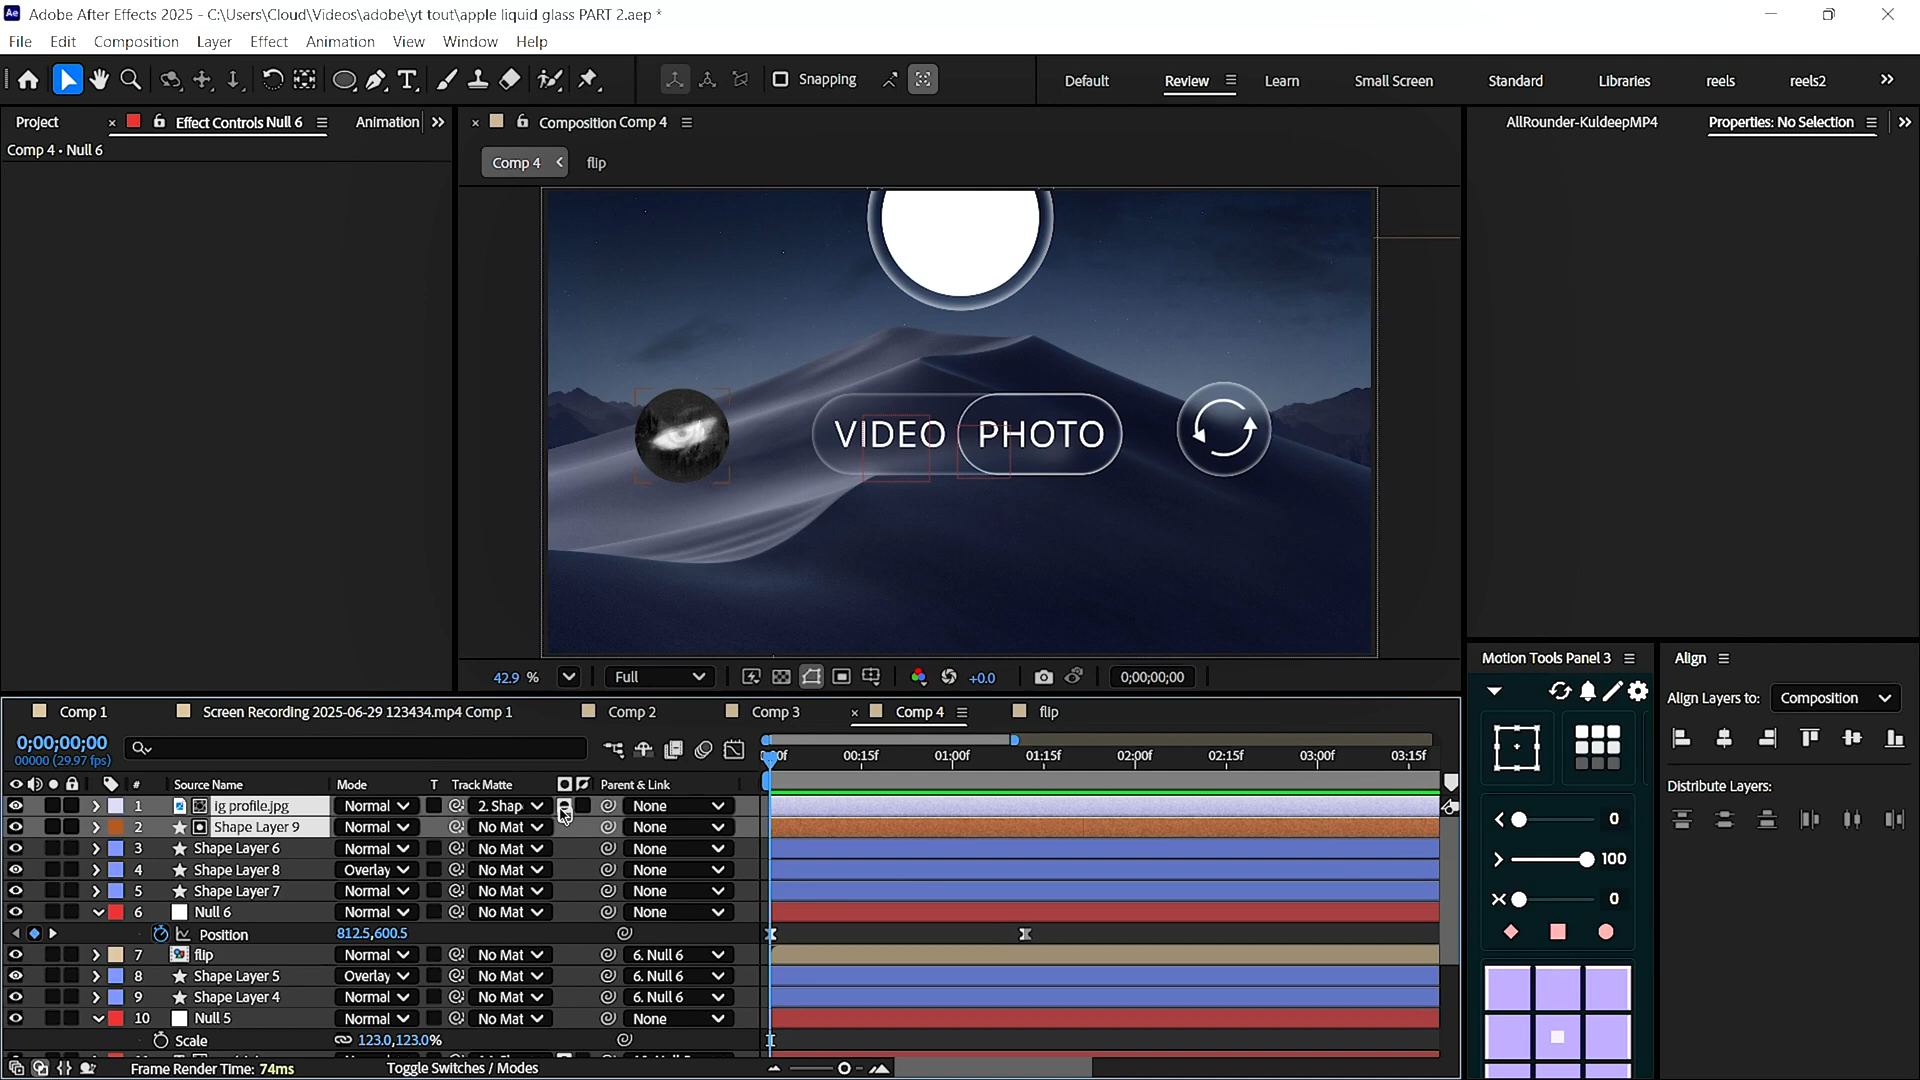 Adobe After Effects 2025 - C:\Users\Cloud\Videos\adobe\yt tout\apple liquid glass PART 2.aep *
File Edit Composition Layer Effect Animation View Window Help
Snapping
Default Review Learn Small Screen Standard Libraries reels reels2
Project Effect Controls Null 6 Animation
Composition Comp 4
AllRounder-KuldeepMP4 Properties: No Selection
Comp 4 • Null 6
Comp 4 flip
VIDEO PHOTO
42.9 % Full +0.0 0;00;00;00
Motion Tools Panel 3 Align
Align Layers to: Composition
Distribute Layers:
0
100
0
Comp 1 Screen Recording 2025-06-29 123434.mp4 Comp 1 Comp 2 Comp 3 Comp 4 flip
0;00;00;00
00000 (29.97 fps)
00f 00:15f 01:00f 01:15f 02:00f 02:15f 03:00f 03:15f
# Source Name Mode T Track Matte Parent & Link
1 ig profile.jpg Normal 2. Shap None
2 Shape Layer 9 Normal No Mat None
3 Shape Layer 6 Normal No Mat None
4 Shape Layer 8 Overlay No Mat None
5 Shape Layer 7 Normal No Mat None
6 Null 6 Normal No Mat None
Position 812.5,600.5
7 flip Normal No Mat 6. Null 6
8 Shape Layer 5 Overlay No Mat 6. Null 6
9 Shape Layer 4 Normal No Mat 6. Null 6
10 Null 5 Normal No Mat None
Scale 123.0,123.0%
Frame Render Time: 74ms Toggle Switches / Modes